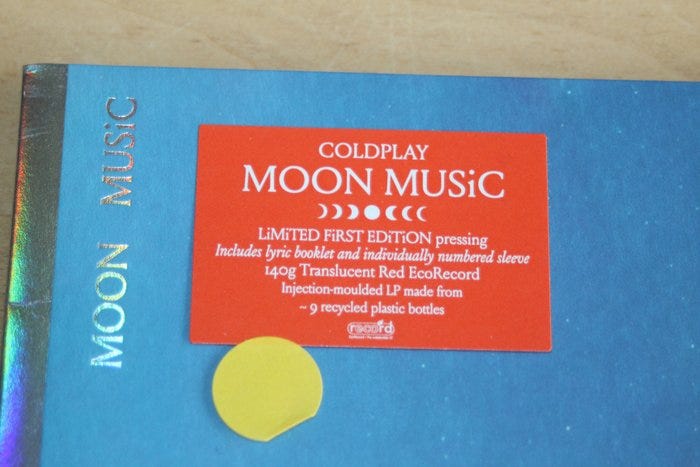 MOON MUSiC
COLDPLAY
MOON MUSiC
LiMiTED FiRST EDiTiON pressing
Includes lyric booklet and individually numbered sleeve
140g Translucent Red EcoRecord
Injection-moulded LP made from
~ 9 recycled plastic bottles
record